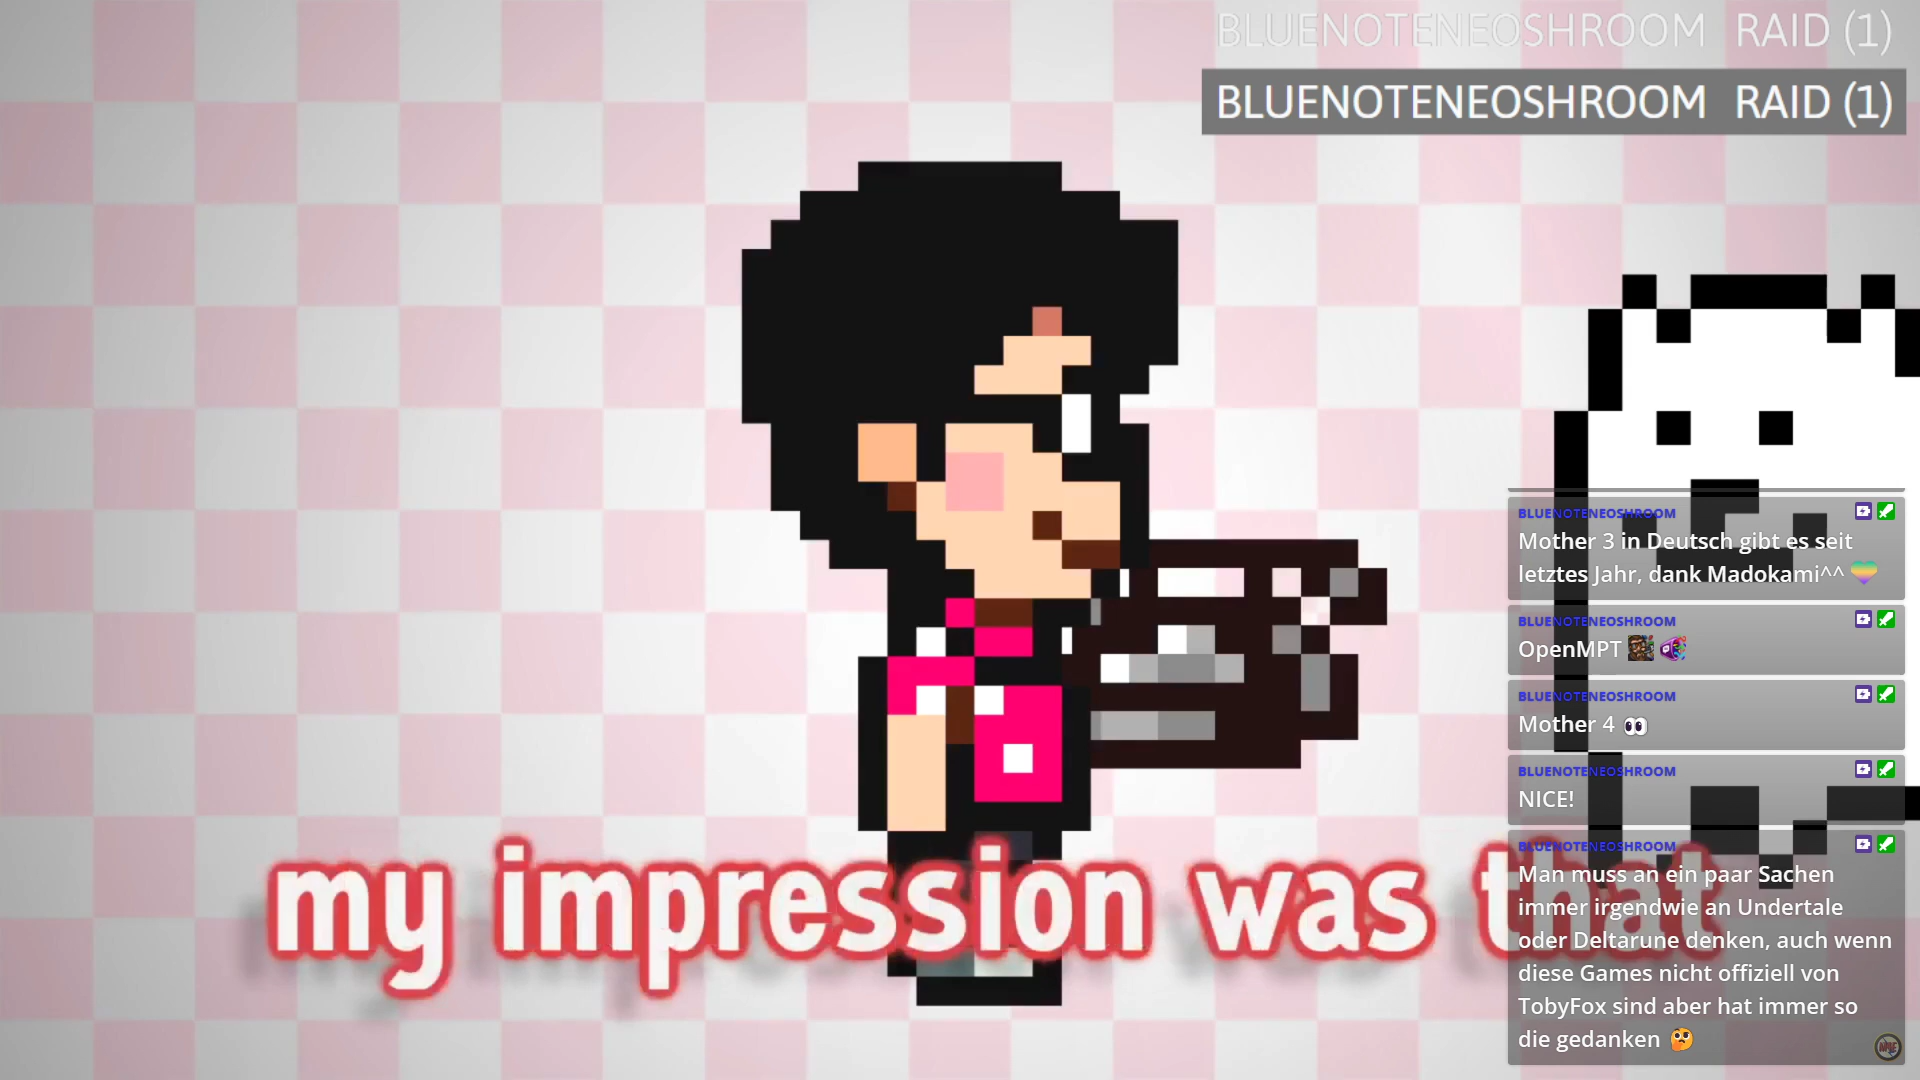 BLUENOTENEOSHROOM RAID (1)
BLUENOTENEOSHROOM RAID (1)
BLUENOTENEOSHROOM
Mother 3 in Deutsch gibt es seit
letztes Jahr, dank Madokami^^
BLUENOTENEOSHROOM
OpenMPT
BLUENOTENEOSHROOM
Mother 4
BLUENOTENEOSHROOM
NICE!
BLUENOTENEOSHROOM
Man muss an ein paar Sachen
immer irgendwie an Undertale
oder Deltarune denken, auch wenn
diese Games nicht offiziell von
TobyFox sind aber hat immer so
die gedanken
my impression was that